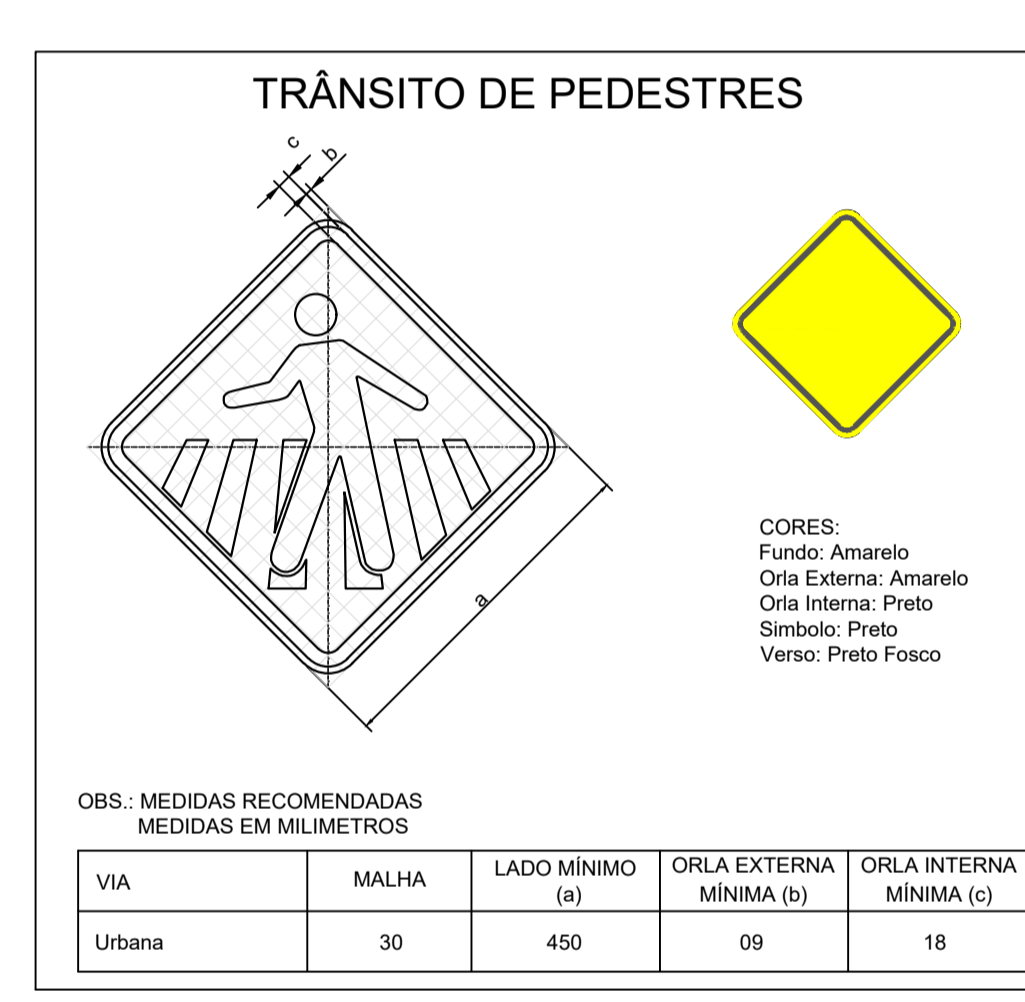 TRÂNSITO DE PEDESTRES
c b
a
CORES:
Fundo: Amarelo
Orla Externa: Amarelo
Orla Interna: Preto
Simbolo: Preto
Verso: Preto Fosco
OBS.: MEDIDAS RECOMENDADAS
MEDIDAS EM MILIMETROS
VIA MALHA LADO MÍNIMO (a) ORLA EXTERNA MÍNIMA (b) ORLA INTERNA MÍNIMA (c)
Urbana 30 450 09 18